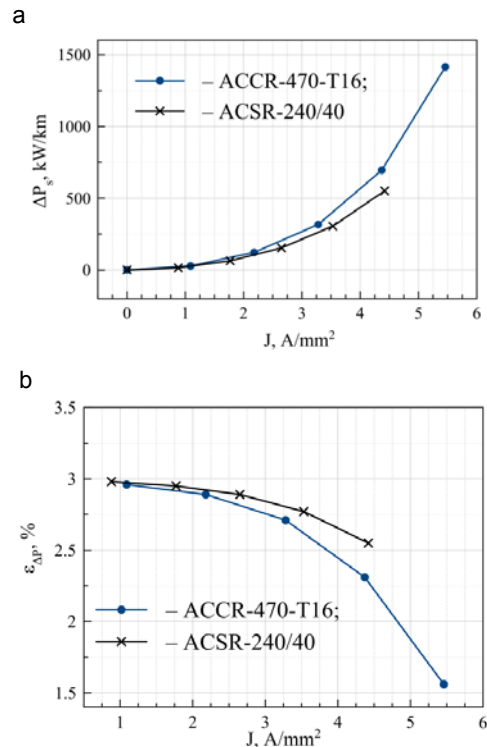 a
1500
1000
500
0
ΔPₛ, kW/km
– ACCR-470-T16;
– ACSR-240/40
0 1 2 3 4 5 6
J, A/mm²
b
3.5
3
2.5
2
1.5
ε_ΔP, %
– ACCR-470-T16;
– ACSR-240/40
1 2 3 4 5 6
J, A/mm²